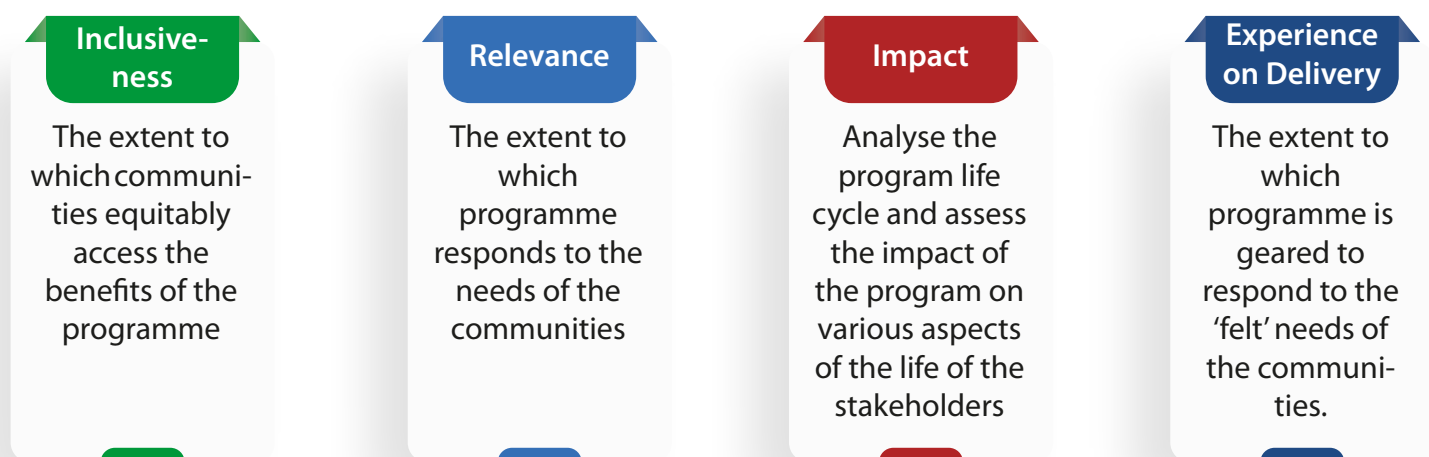 Inclusive-
ness
The extent to
which communi-
ties equitably
access the
benefits of the
programme
Relevance
The extent to
which
programme
responds to the
needs of the
communities
Impact
Analyse the
program life
cycle and assess
the impact of
the program on
various aspects
of the life of the
stakeholders
Experience
on Delivery
The extent to
which
programme is
geared to
respond to the
‘felt’ needs of
the communi-
ties.